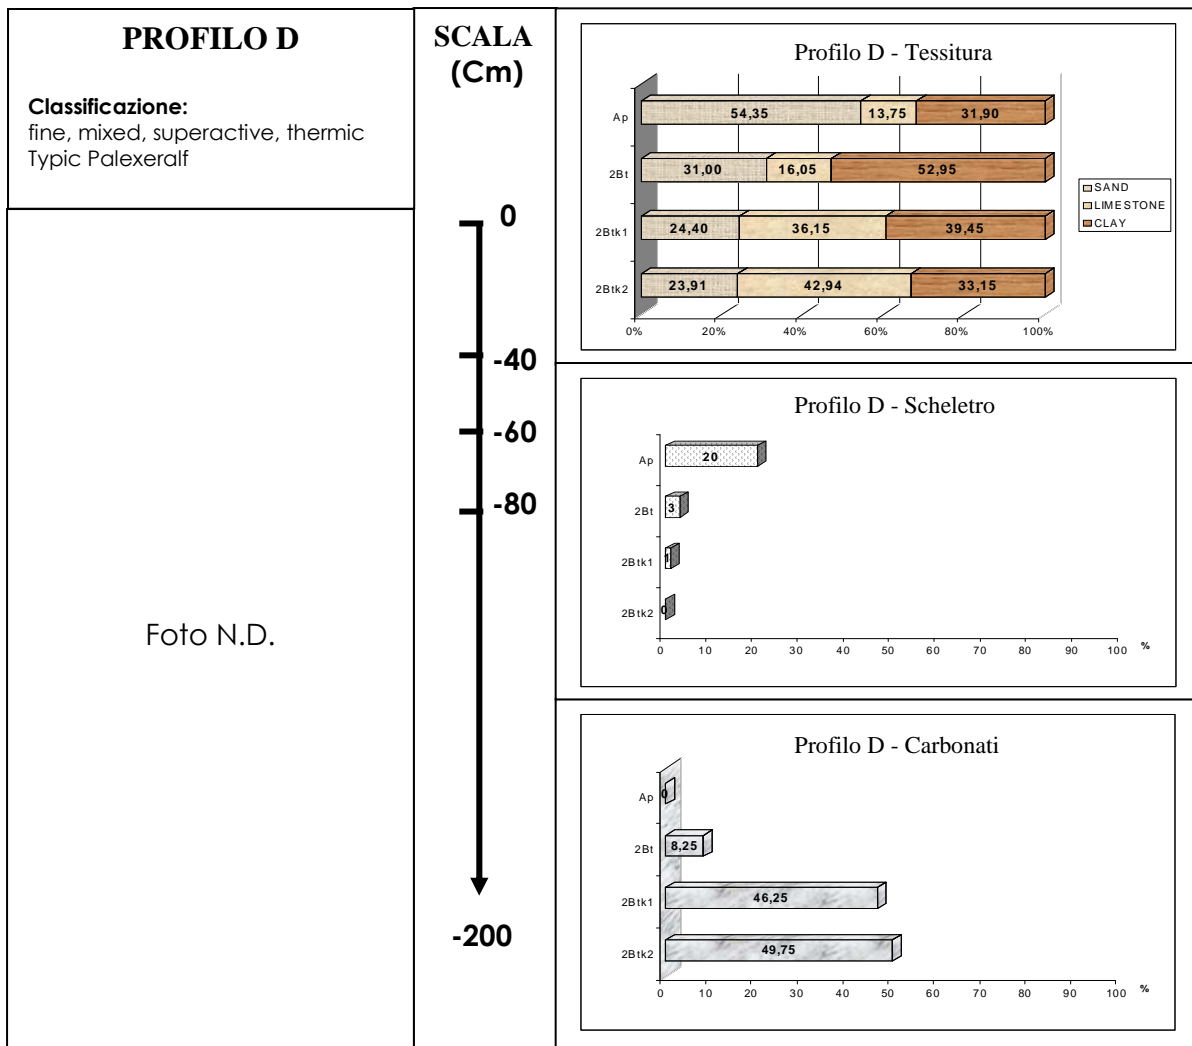 PROFILO D
Classificazione:
fine, mixed, superactive, thermic
Typic Palexeralf
Foto N.D.
SCALA
(Cm)
0
-40
-60
-80
-200
Profilo D - Tessitura
Ap
54,35 13,75 31,90
2Bt
31,00 16,05 52,95
2Btk1
24,40 36,15 39,45
2Btk2
23,91 42,94 33,15
0% 20% 40% 60% 80% 100%
SAND
LIMESTONE
CLAY
Profilo D - Scheletro
Ap
20
2Bt
3
2Btk1
1
2Btk2
0
0 10 20 30 40 50 60 70 80 90 100 %
Profilo D - Carbonati
Ap
0
2Bt
8,25
2Btk1
46,25
2Btk2
49,75
0 10 20 30 40 50 60 70 80 90 100 %